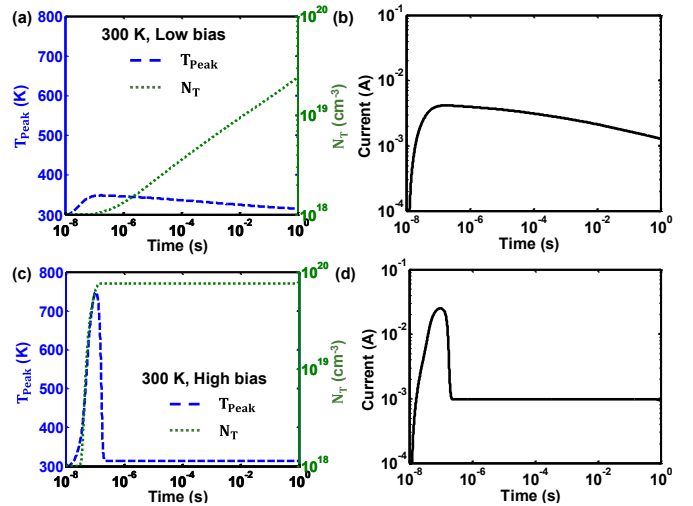 (a)
800
700
600
500
400
300
T_Peak (K)
300 K, Low bias
T_Peak
N_T
10^20
10^19
10^18
N_T (cm^-3)
10^-8 10^-6 10^-4 10^-2 10^0
Time (s)
(b)
10^-1
10^-2
10^-3
10^-4
Current (A)
10^-8 10^-6 10^-4 10^-2 10^0
Time (s)
(c)
800
700
600
500
400
300
T_Peak (K)
300 K, High bias
T_Peak
N_T
10^20
10^19
10^18
N_T (cm^-3)
10^-8 10^-6 10^-4 10^-2 10^0
Time (s)
(d)
10^-1
10^-2
10^-3
10^-4
Current (A)
10^-8 10^-6 10^-4 10^-2 10^0
Time (s)